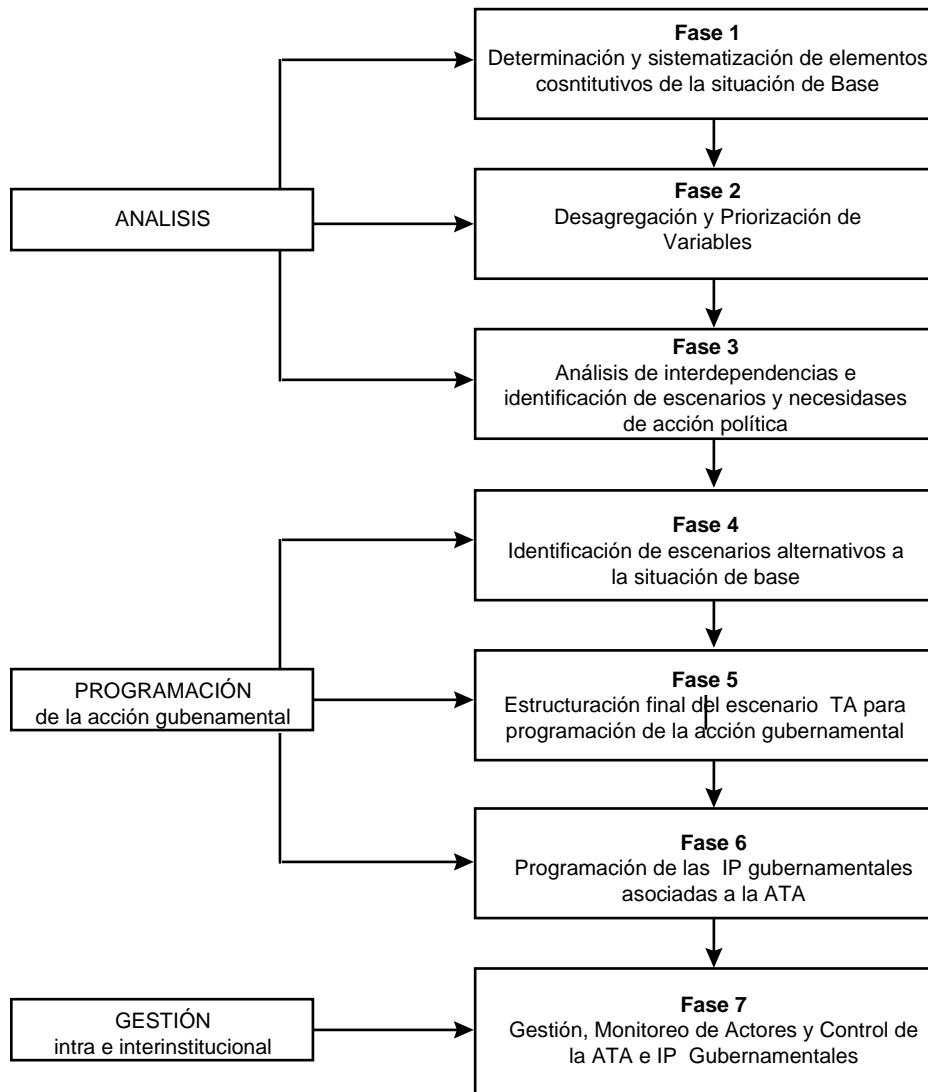 Fase 1
Determinación y sistematización de elementos
cosntitutivos de la situación de Base
ANALISIS
Fase 2
Desagregación y Priorización de
Variables
Fase 3
Análisis de interdependencias e
identificación de escenarios y necesidases
de acción política
Fase 4
Identificación de escenarios alternativos a
la situación de base
PROGRAMACIÓN
de la acción gubenamental
Fase 5
Estructuración final del escenario TA para
programación de la acción gubernamental
Fase 6
Programación de las IP gubernamentales
asociadas a la ATA
GESTIÓN
intra e interinstitucional
Fase 7
Gestión, Monitoreo de Actores y Control de
la ATA e IP Gubernamentales